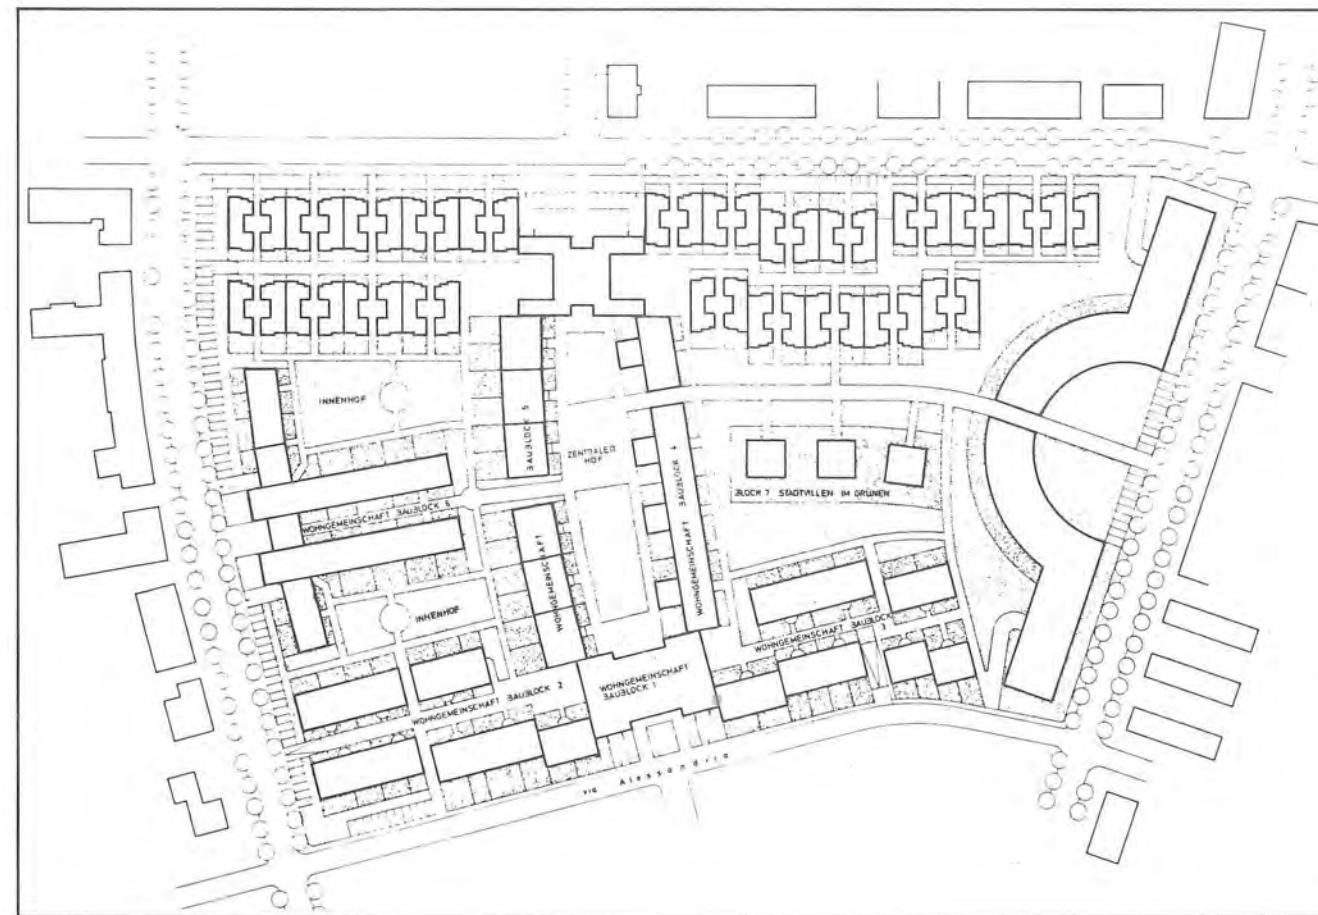 INNENHOF
BAUBLOCK 5
ZENTRALER
HOF
WOHNGEMEINSCHAFT BAUBLOCK 4
BLOCK 7 STADTVILLEN IM GRÜNEN
WOHNGEMEINSCHAFT BAUBLOCK 6
WOHNGEMEINSCHAFT
INNENHOF
WOHNGEMEINSCHAFT BAUBLOCK
3
WOHNGEMEINSCHAFT BAUBLOCK 2
WOHNGEMEINSCHAFT
BAUBLOCK 1
via Alessandria